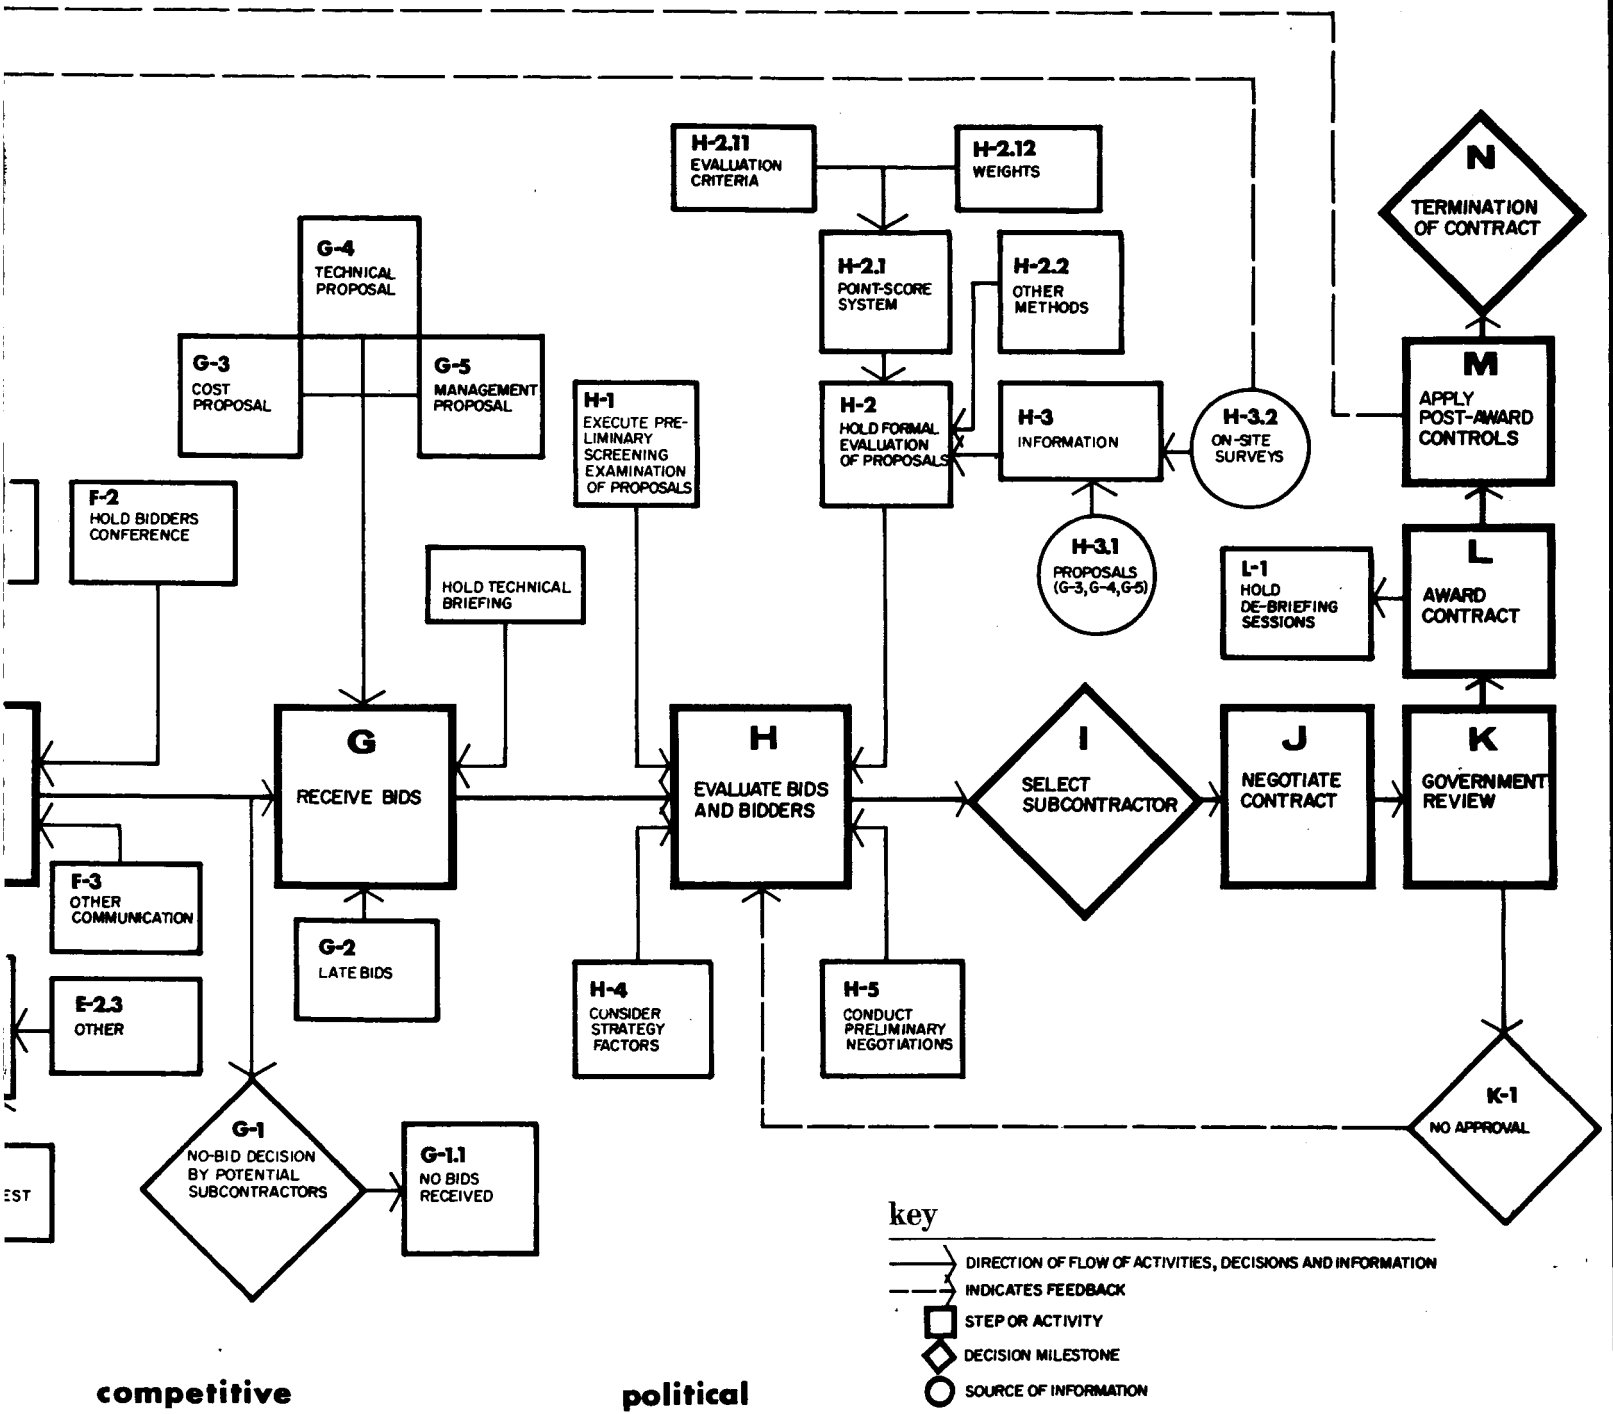 H-2.11
EVALUATION
CRITERIA
H-2.12
WEIGHTS
N
TERMINATION
OF CONTRACT
G-4
TECHNICAL
PROPOSAL
H-2.1
POINT-SCORE
SYSTEM
H-2.2
OTHER
METHODS
G-3
COST
PROPOSAL
G-5
MANAGEMENT
PROPOSAL
H-1
EXECUTE PRE-
LIMINARY
SCREENING
EXAMINATION
OF PROPOSALS
H-2
HOLD FORMAL
EVALUATION
OF PROPOSALS
H-3
INFORMATION
H-3.2
ON-SITE
SURVEYS
M
APPLY
POST-AWARD
CONTROLS
F-2
HOLD BIDDERS
CONFERENCE
HOLD TECHNICAL
BRIEFING
H-3.1
PROPOSALS
(G-3, G-4, G-5)
L-1
HOLD
DE-BRIEFING
SESSIONS
L
AWARD
CONTRACT
G
RECEIVE BIDS
H
EVALUATE BIDS
AND BIDDERS
I
SELECT
SUBCONTRACTOR
J
NEGOTIATE
CONTRACT
K
GOVERNMENT
REVIEW
F-3
OTHER
COMMUNICATION
G-2
LATE BIDS
E-2.3
OTHER
H-4
CONSIDER
STRATEGY
FACTORS
H-5
CONDUCT
PRELIMINARY
NEGOTIATIONS
K-1
NO APPROVAL
G-1
NO-BID DECISION
BY POTENTIAL
SUBCONTRACTORS
G-1.1
NO BIDS
RECEIVED
EST
key
DIRECTION OF FLOW OF ACTIVITIES, DECISIONS AND INFORMATION
INDICATES FEEDBACK
STEP OR ACTIVITY
DECISION MILESTONE
SOURCE OF INFORMATION
competitive
political